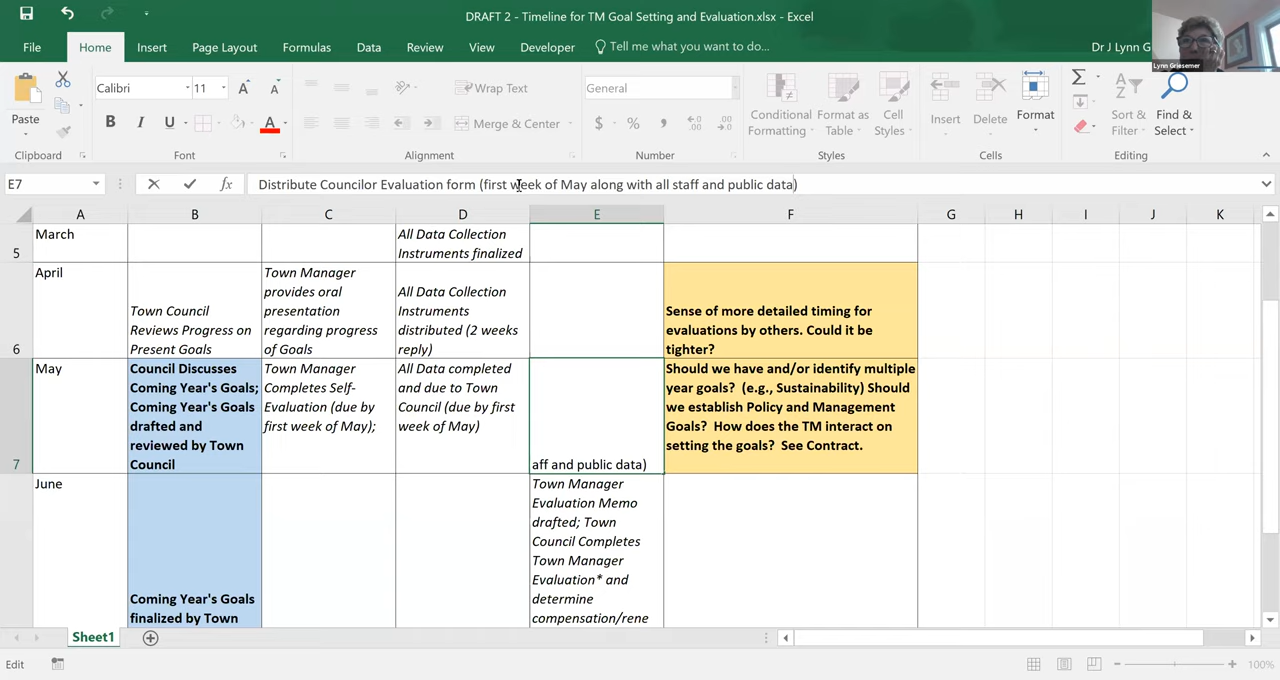 DRAFT 2 - Timeline for TM Goal Setting and Evaluation.xlsx - Excel
Dr J Lynn G
Lynn Griesemer
File Home Insert Page Layout Formulas Data Review View Developer Tell me what you want to do...
Paste
Calibri 11
B I U
Wrap Text
Merge & Center
General
$ % ,
Conditional Formatting
Format as Table
Cell Styles
Insert
Delete
Format
Sort & Filter
Find & Select
Clipboard Font Alignment Number Styles Cells Editing
E7 fx Distribute Councilor Evaluation form (first week of May along with all staff and public data)
A B C D E F G H I J K
5
March
All Data Collection
Instruments finalized
6
April
Town Council
Reviews Progress on
Present Goals
Town Manager
provides oral
presentation
regarding progress
of Goals
All Data Collection
Instruments
distributed (2 weeks
reply)
Sense of more detailed timing for
evaluations by others. Could it be
tighter?
7
May
Council Discusses
Coming Year's Goals;
Coming Year's Goals
drafted and
reviewed by Town
Council
Town Manager
Completes Self-
Evaluation (due by
first week of May);
All Data completed
and due to Town
Council (due by first
week of May)
aff and public data)
Should we have and/or identify multiple
year goals? (e.g., Sustainability) Should
we establish Policy and Management
Goals? How does the TM interact on
setting the goals? See Contract.
June
Coming Year's Goals
finalized by Town
Town Manager
Evaluation Memo
drafted; Town
Council Completes
Town Manager
Evaluation* and
determine
compensation/rene
Sheet1
Edit
100%